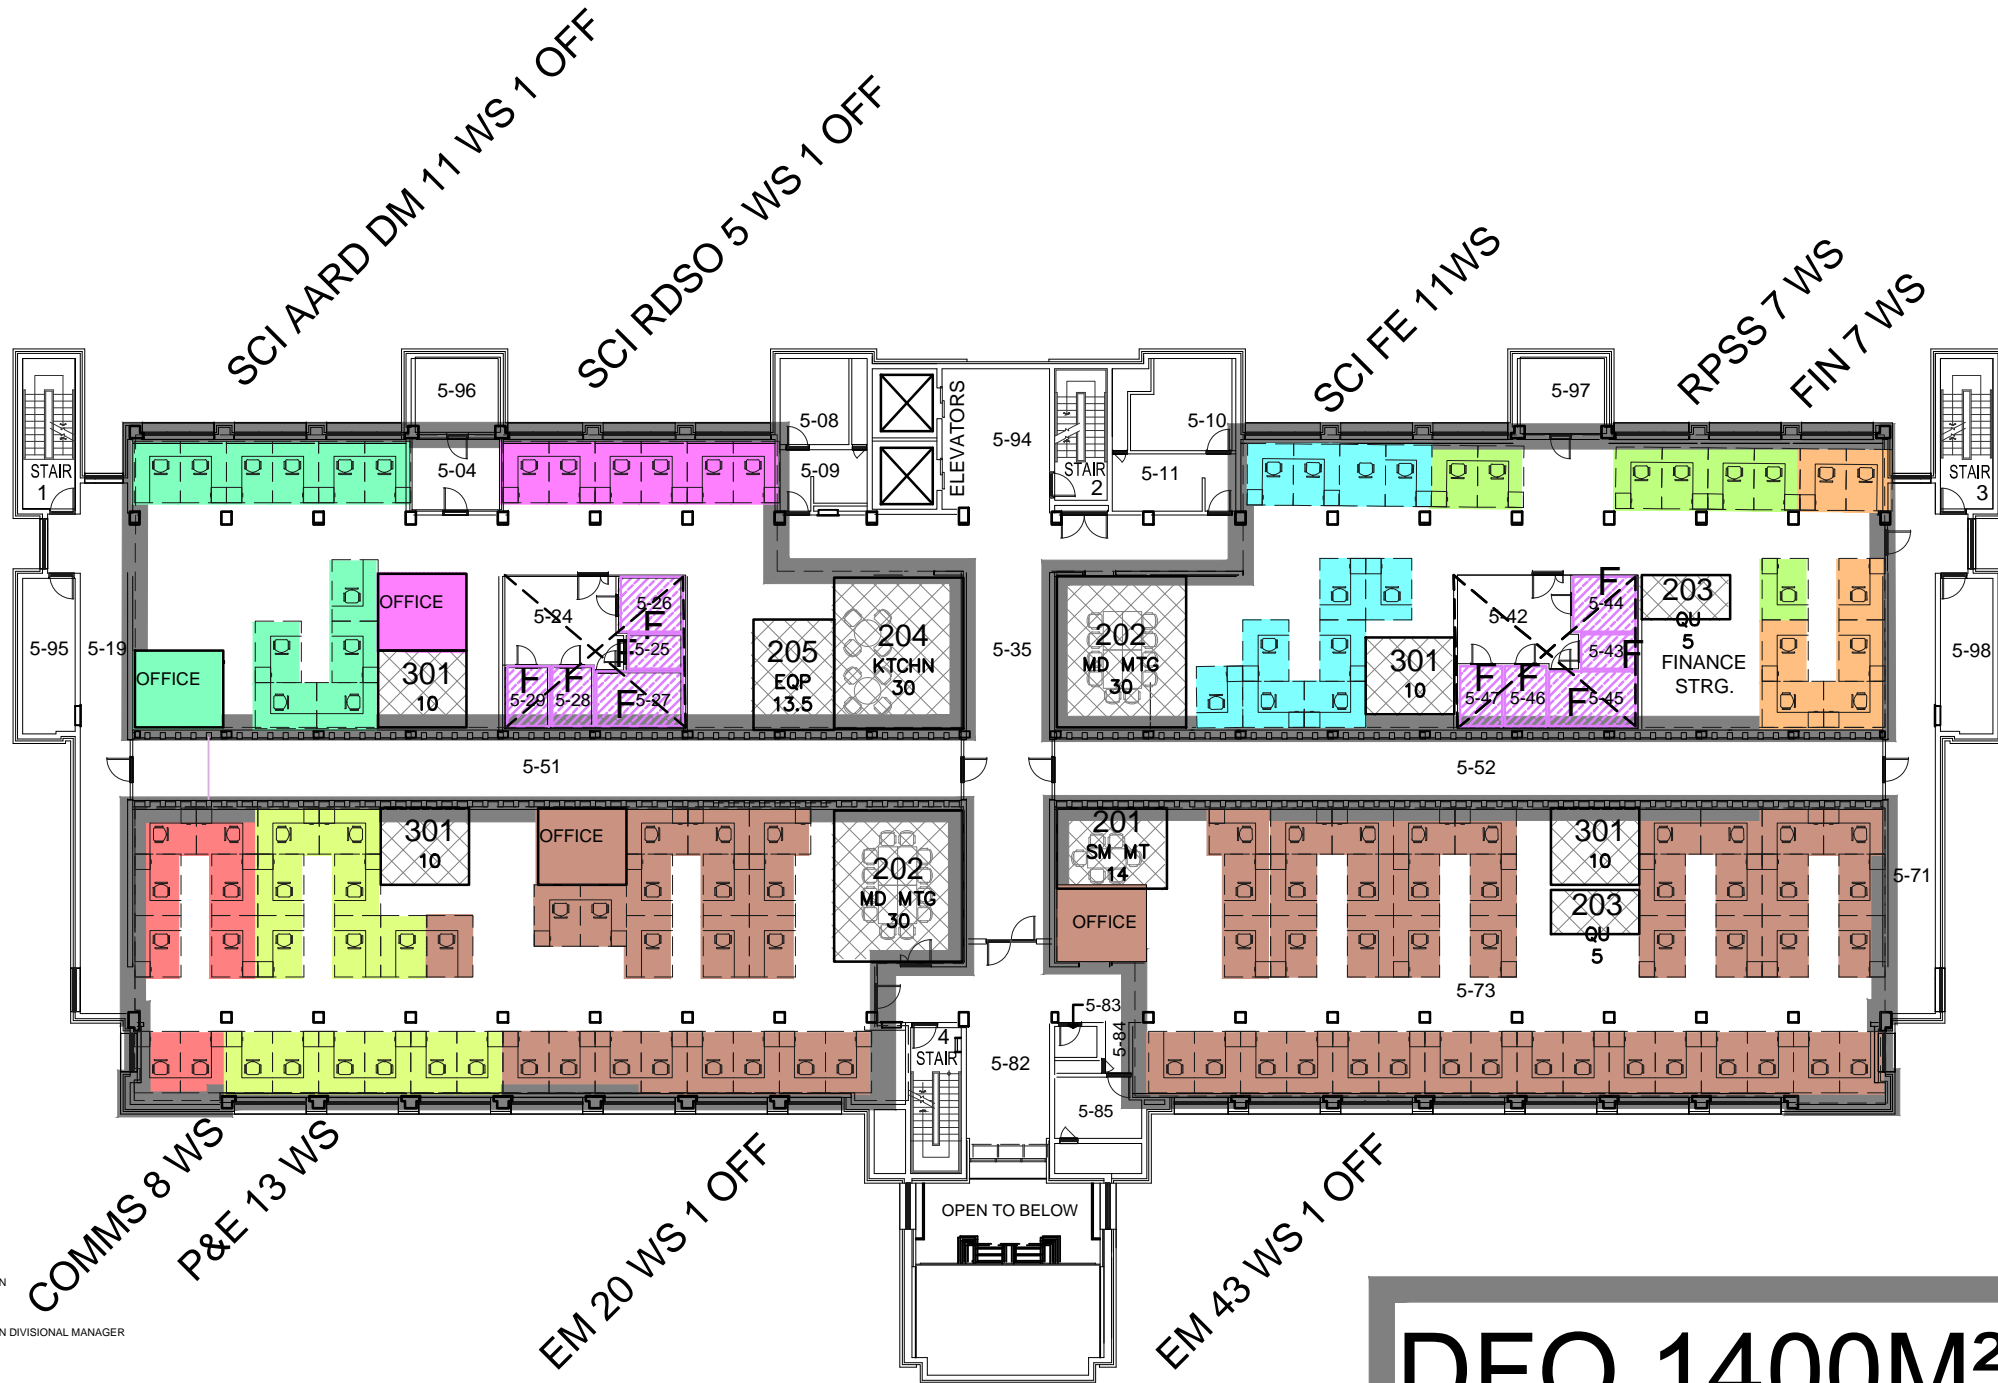 SCI AARD DM 11 WS 1 OFF
SCI RDSO 5 WS 1 OFF
SCI FE 11WS
RPSS 7 WS
FIN 7 WS
STAIR
1
5-96
5-04
5-08
5-09
ELEVATORS
5-94
STAIR
2
5-10
5-11
5-97
STAIR
3
5-95
5-19
OFFICE
OFFICE
301
10
5-24
5-26
F
5-25
5-29
F
5-28
F
5-27
F
205
EQP
13.5
204
KTCHN
30
5-35
202
MD MTG
30
301
10
5-42
5-44
F
5-43
F
5-47
F
5-46
F
5-45
F
203
QU
5
FINANCE
STRG.
5-98
5-51
5-52
301
10
OFFICE
202
MD MTG
30
201
SM MT
14
OFFICE
301
10
203
QU
5
5-71
5-73
4
STAIR
5-82
5-83
5-84
5-85
OPEN TO BELOW
COMMS 8 WS
P&E 13 WS
EM 20 WS 1 OFF
EM 43 WS 1 OFF
N
N DIVISIONAL MANAGER
DFO 1400M²